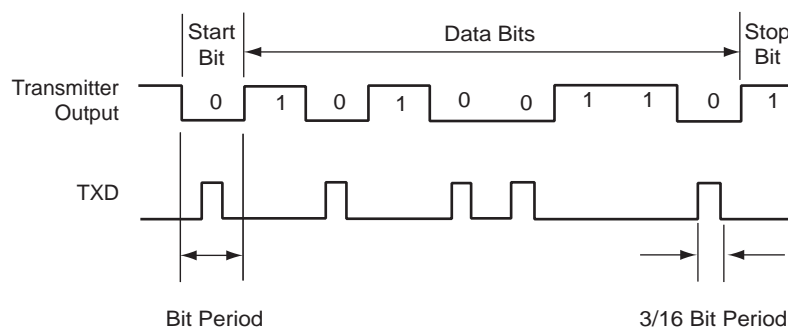 Start
Bit
Data Bits
Stop
Bit
Transmitter
Output
0 1 0 1 0 0 1 1 0 1
TXD
Bit Period
3/16 Bit Period